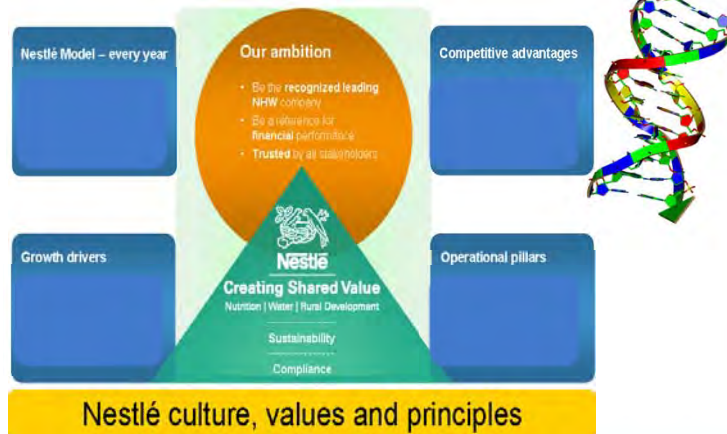 Nestlé Model – every year
Our ambition
• Be the recognized leading
NHW company
• Be a reference for
financial performance
• Trusted by all stakeholders
Competitive advantages
Growth drivers
Nestlé
Creating Shared Value
Nutrition | Water | Rural Development
Sustainability
Compliance
Operational pillars
Nestlé culture, values and principles